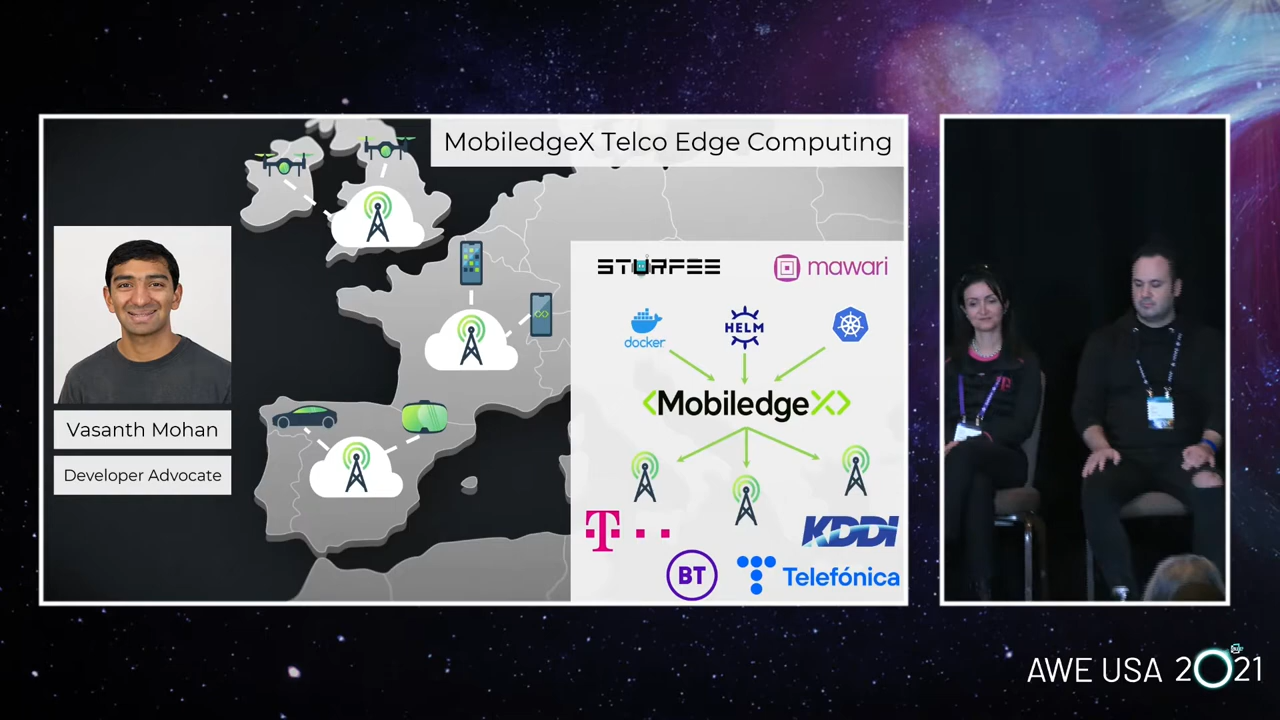 MobiledgeX Telco Edge Computing
Vasanth Mohan
Developer Advocate
STURFEE
mawari
docker
HELM
<MobiledgeX>
T
KDDI
BT
Telefónica
AWE USA 2021